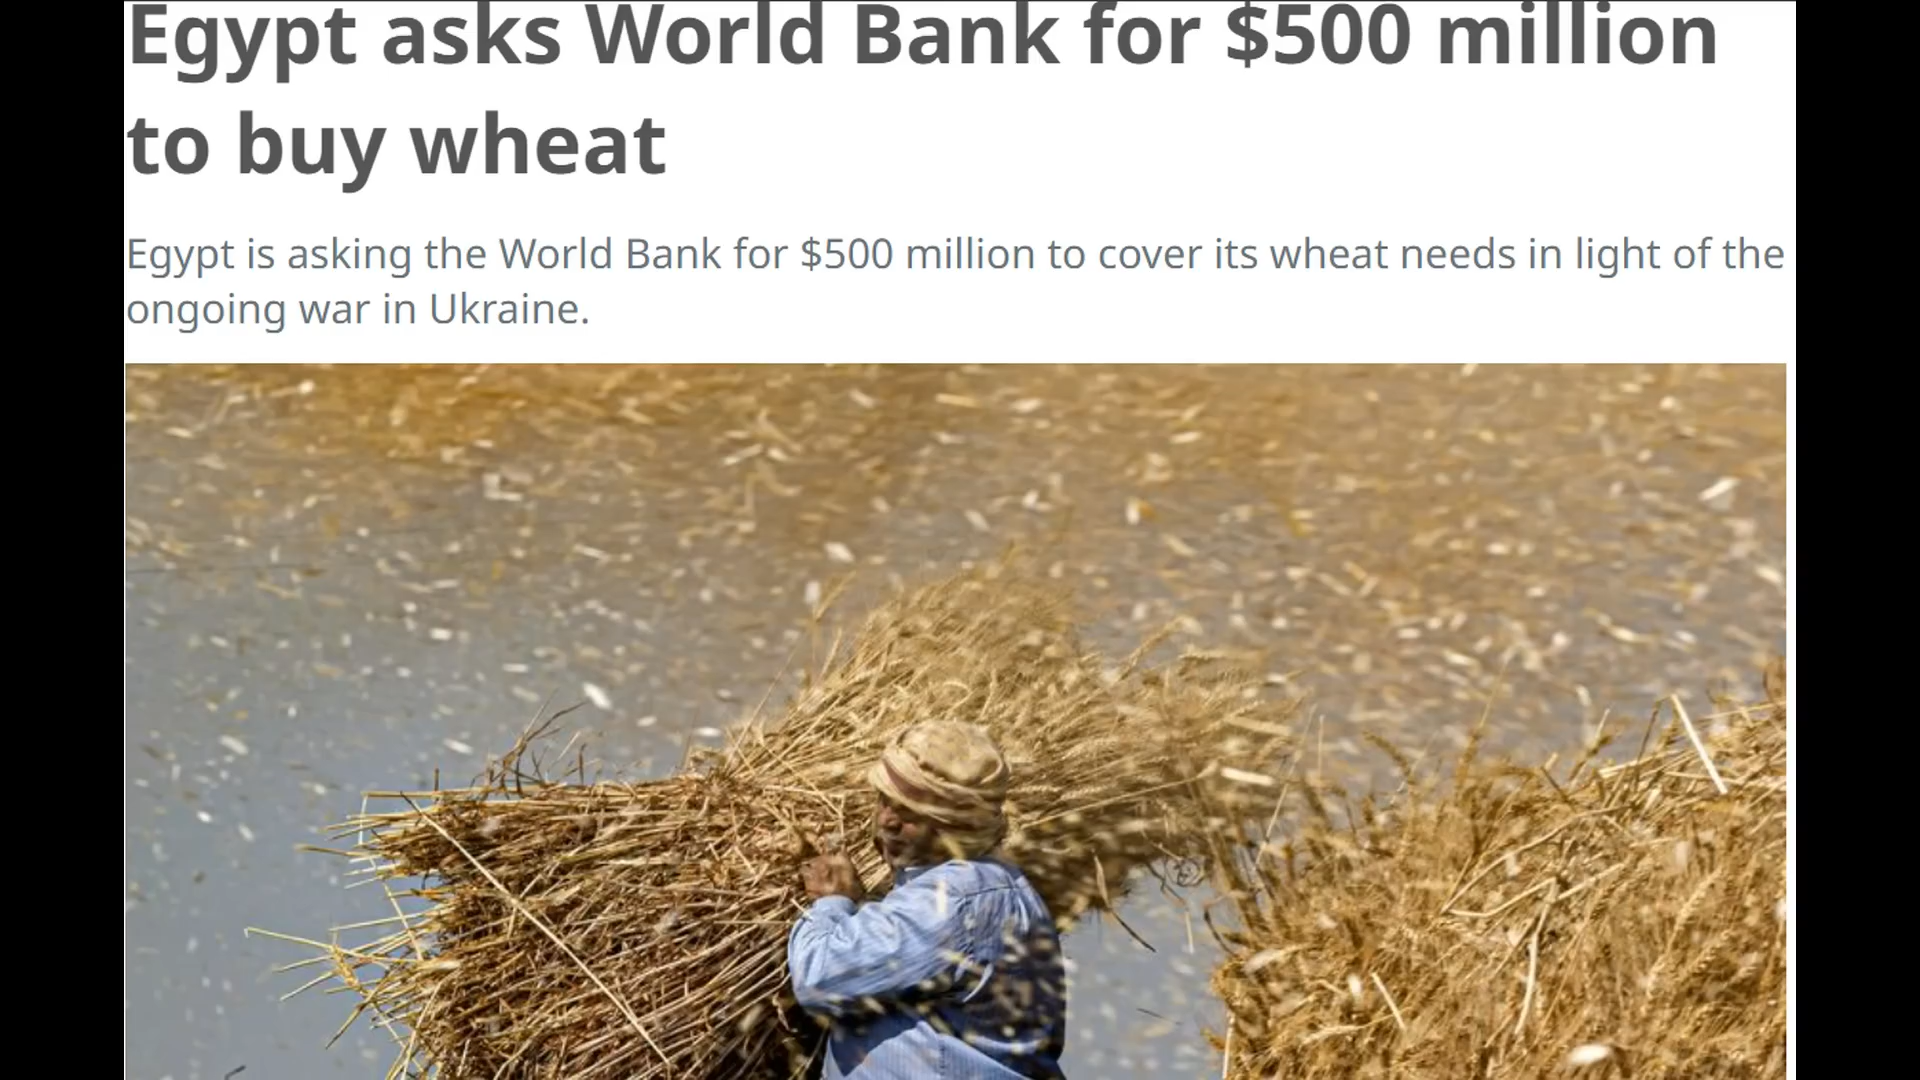 Egypt asks World Bank for $500 million
to buy wheat
Egypt is asking the World Bank for $500 million to cover its wheat needs in light of the
ongoing war in Ukraine.